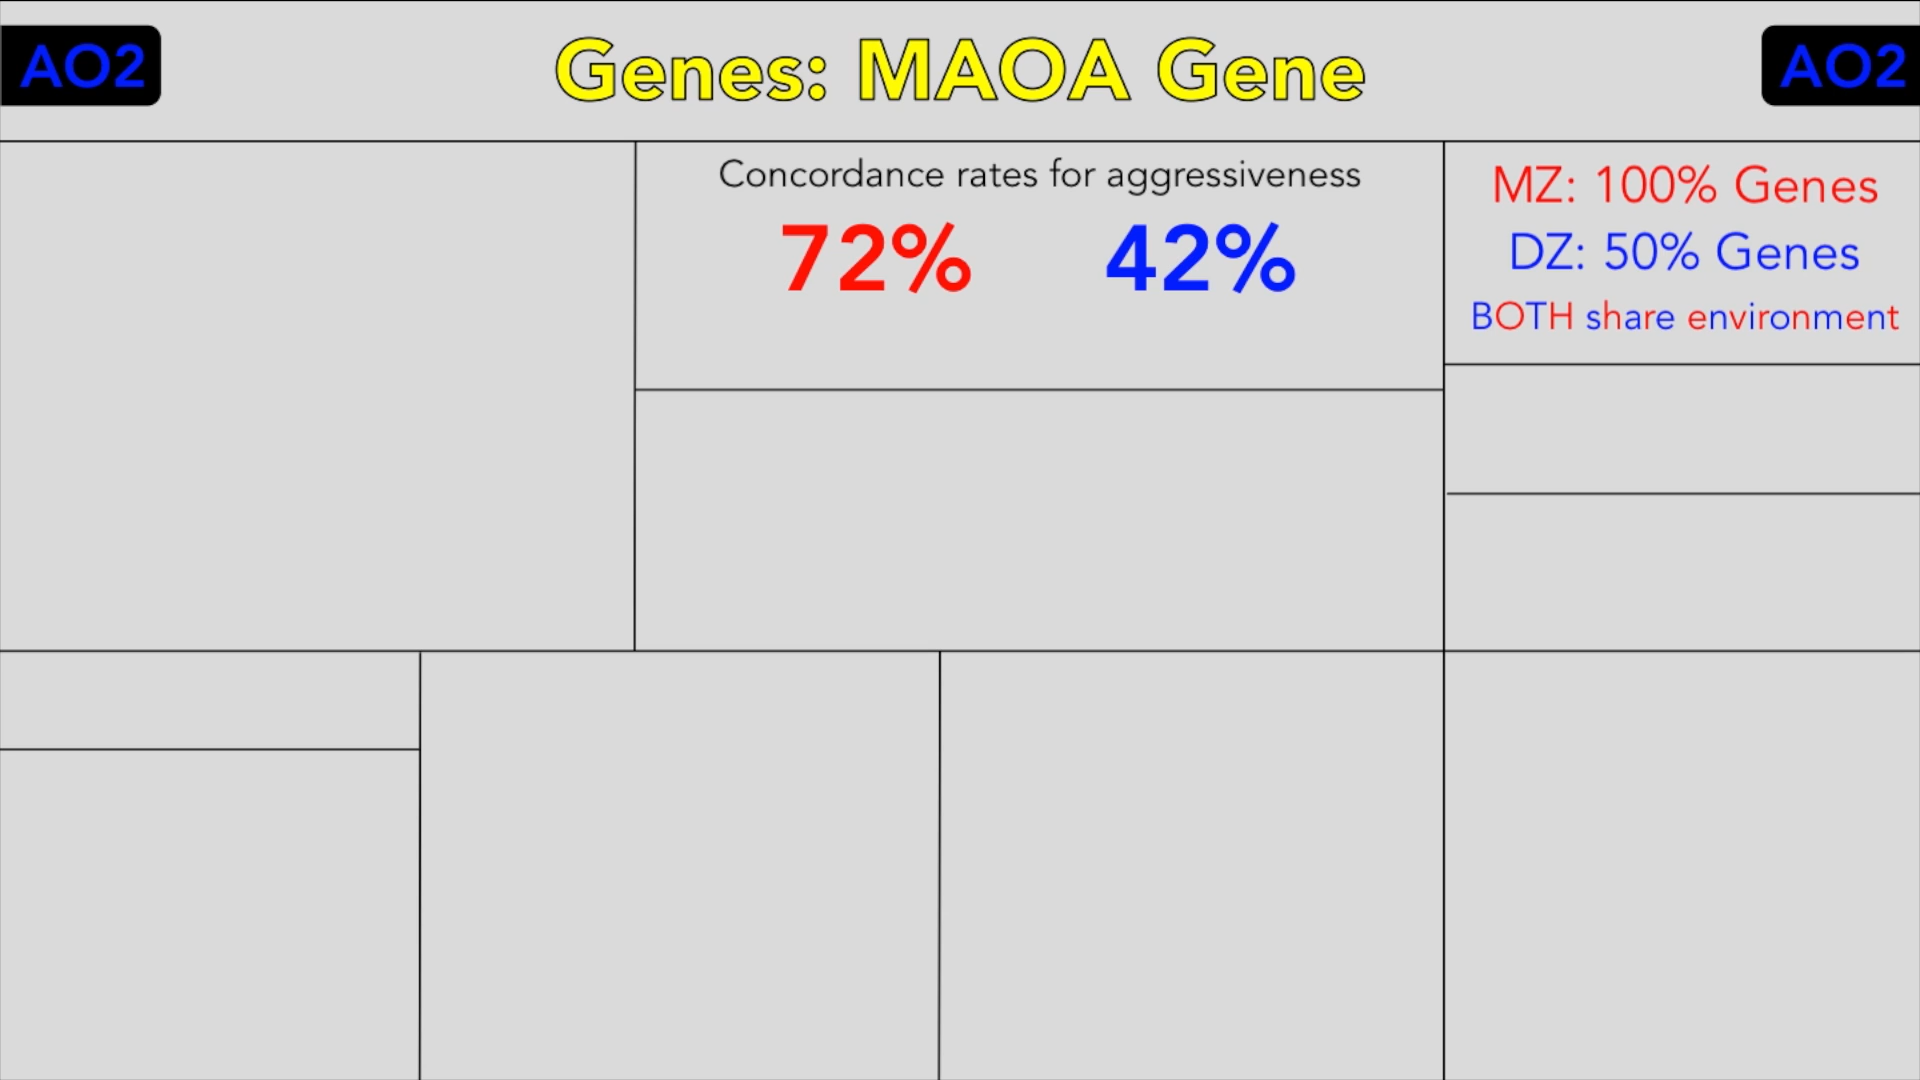 AO2
Genes: MAOA Gene
AO2
Concordance rates for aggressiveness
72% 42%
MZ: 100% Genes
DZ: 50% Genes
BOTH share environment